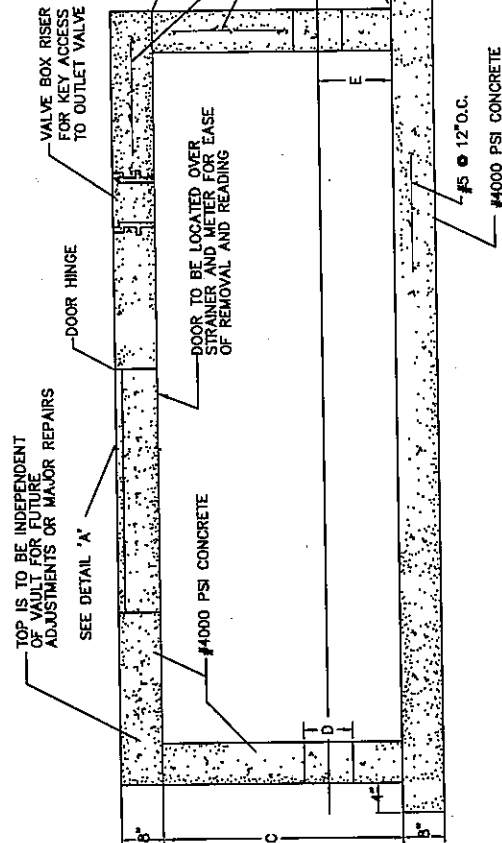 TOP IS TO BE INDEPENDENT
OF VAULT FOR FUTURE
ADJUSTMENTS OR MAJOR REPAIRS
SEE DETAIL 'A'
DOOR HINGE
VALVE BOX RISER
FOR KEY ACCESS
TO OUTLET VALVE
DOOR TO BE LOCATED OVER
STRAINER AND METER FOR EASE
OF REMOVAL AND READING
#4000 PSI CONCRETE
8"
C
8"
4"
D
E
#5 @ 12"O.C.
#4000 PSI CONCRETE